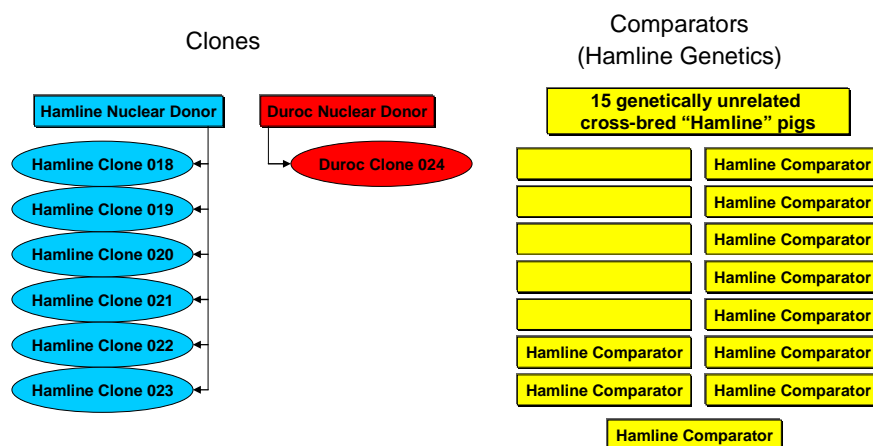 Clones
Hamline Nuclear Donor
Hamline Clone 018
Hamline Clone 019
Hamline Clone 020
Hamline Clone 021
Hamline Clone 022
Hamline Clone 023
Duroc Nuclear Donor
Duroc Clone 024
Comparators
(Hamline Genetics)
15 genetically unrelated
cross-bred “Hamline” pigs
Hamline Comparator
Hamline Comparator
Hamline Comparator
Hamline Comparator
Hamline Comparator
Hamline Comparator
Hamline Comparator
Hamline Comparator
Hamline Comparator
Hamline Comparator